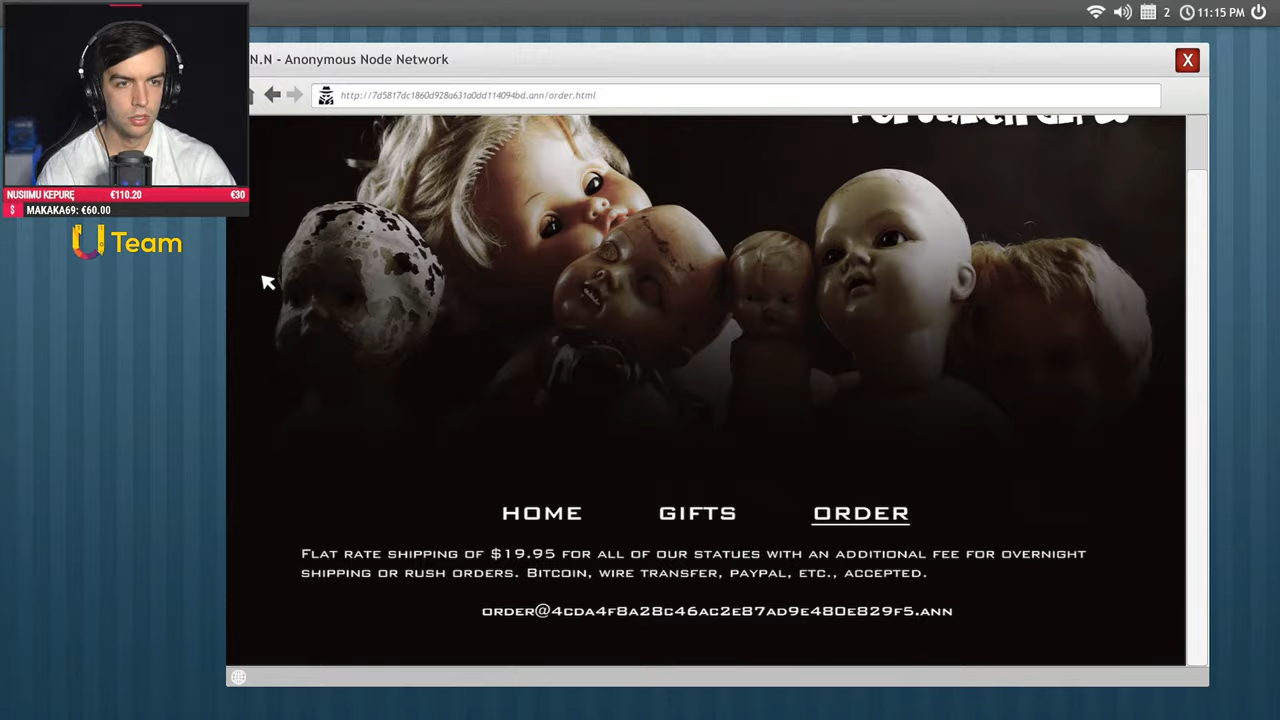 2 11:15 PM
N.N - Anonymous Node Network
X
http://7d5817dc1860d928a631a0dd114094bd.ann/order.html
NUSIIMU KEPURĘ €110.20 €30
$ MAKAKA69: €60.00
U Team
HOME GIFTS ORDER
FLAT RATE SHIPPING OF $19.95 FOR ALL OF OUR STATUES WITH AN ADDITIONAL FEE FOR OVERNIGHT
SHIPPING OR RUSH ORDERS. BITCOIN, WIRE TRANSFER, PAYPAL, ETC., ACCEPTED.
ORDER@4CDA4F8A28C46AC2E87AD9E480E829F5.ANN